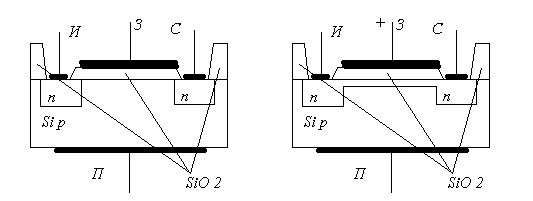 И З С
n n
Si p
П SiO 2
И + З С
n n
Si p
П SiO 2